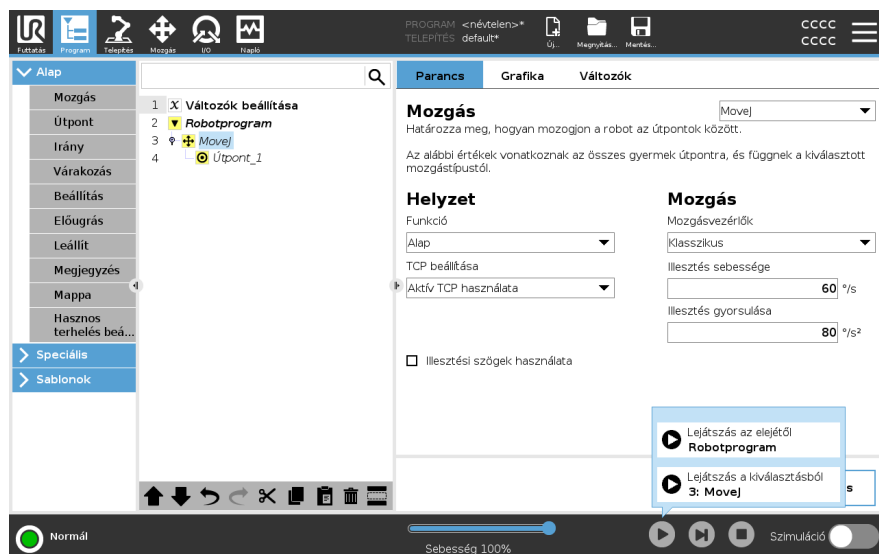 Futtatás
Program
Telepítés
Mozgás
I/O
Napló
PROGRAM <névtelen>*
TELEPÍTÉS default*
Új...
Megnyitás...
Mentés...
CCCC
CCCC
Alap
Mozgás
Útpont
Irány
Várakozás
Beállítás
Előugrás
Leállít
Megjegyzés
Mappa
Hasznos
terhelés beá...
Speciális
Sablonok
1 X Változók beállítása
2 Robotprogram
3 MoveJ
4 Útpont_1
Parancs
Grafika
Változók
Mozgás
MoveJ
Határozza meg, hogyan mozogjon a robot az útpontok között.
Az alábbi értékek vonatkoznak az összes gyermek útpontra, és függnek a kiválasztott
mozgástípustól.
Helyzet
Funkció
Alap
TCP beállítása
Aktív TCP használata
Illesztési szögek használata
Mozgás
Mozgásvezérlők
Klasszikus
Illesztés sebessége
60 °/s
Illesztés gyorsulása
80 °/s²
Lejátszás az elejétől
Robotprogram
Lejátszás a kiválasztásból
3: MoveJ
s
Normál
Sebesség 100%
Szimuláció